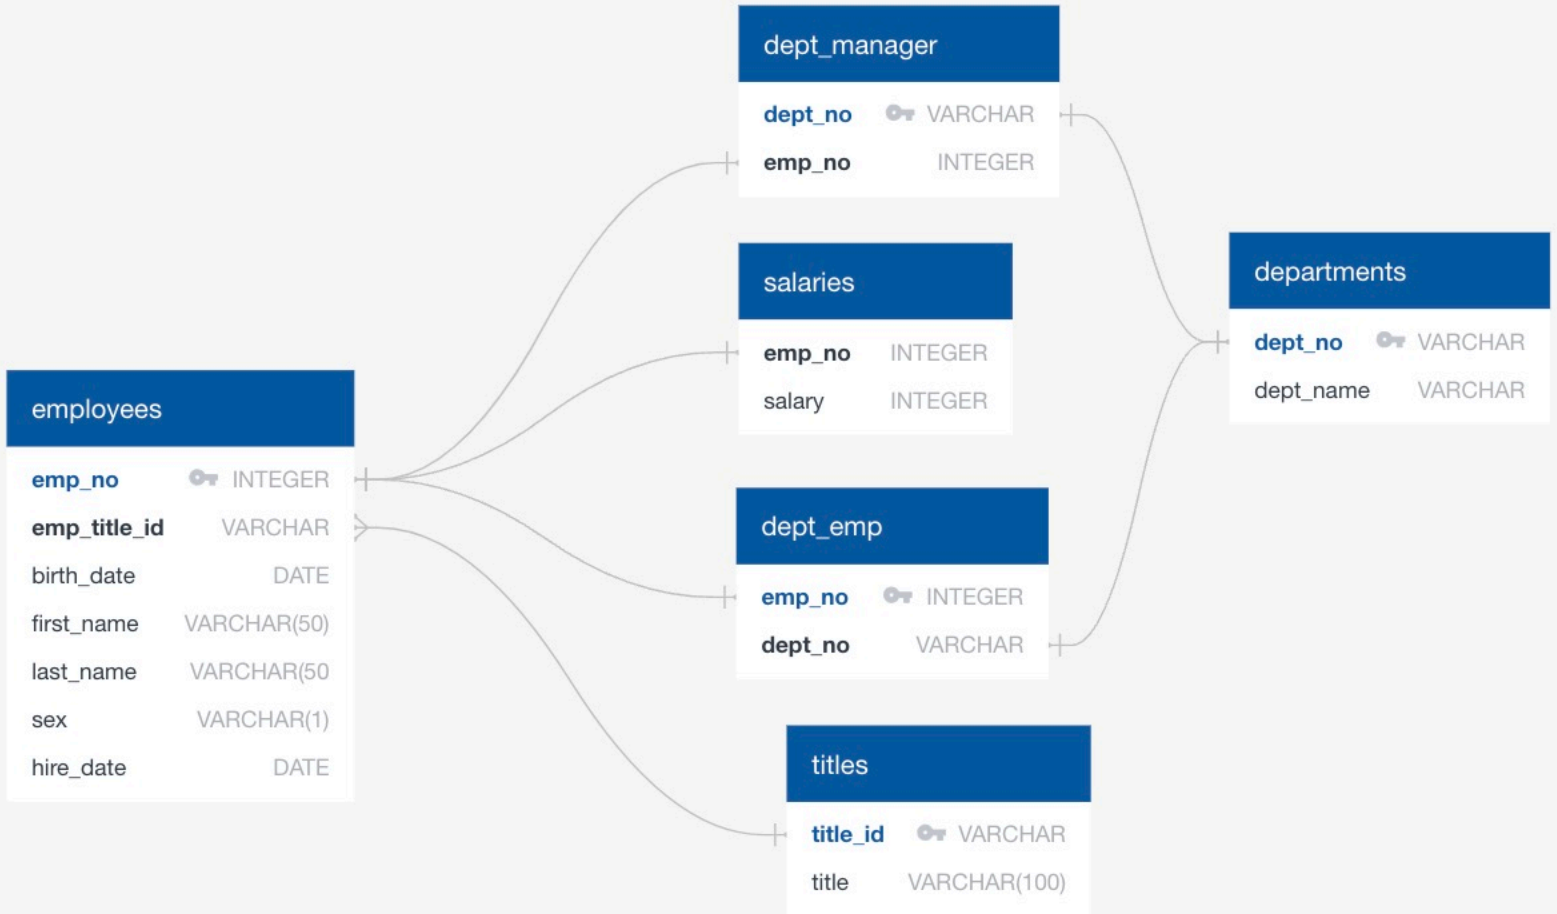 dept_manager
dept_no VARCHAR
emp_no INTEGER
salaries
emp_no INTEGER
salary INTEGER
departments
dept_no VARCHAR
dept_name VARCHAR
employees
emp_no INTEGER
emp_title_id VARCHAR
birth_date DATE
first_name VARCHAR(50)
last_name VARCHAR(50
sex VARCHAR(1)
hire_date DATE
dept_emp
emp_no INTEGER
dept_no VARCHAR
titles
title_id VARCHAR
title VARCHAR(100)